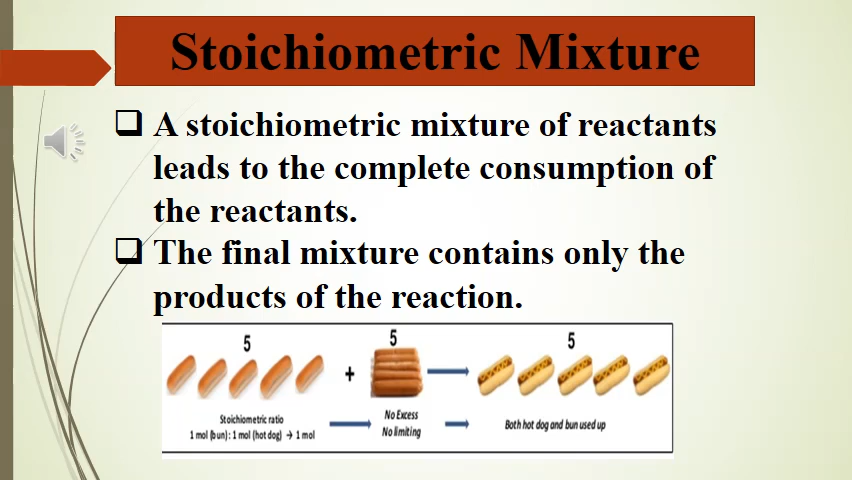 Stoichiometric Mixture
❑ A stoichiometric mixture of reactants
leads to the complete consumption of
the reactants.
❑ The final mixture contains only the
products of the reaction.
5 + 5 5
Stoichiometric ratio
1 mol (bun) : 1 mol (hot dog) → 1 mol
No Excess
No limiting
Both hot dog and bun used up